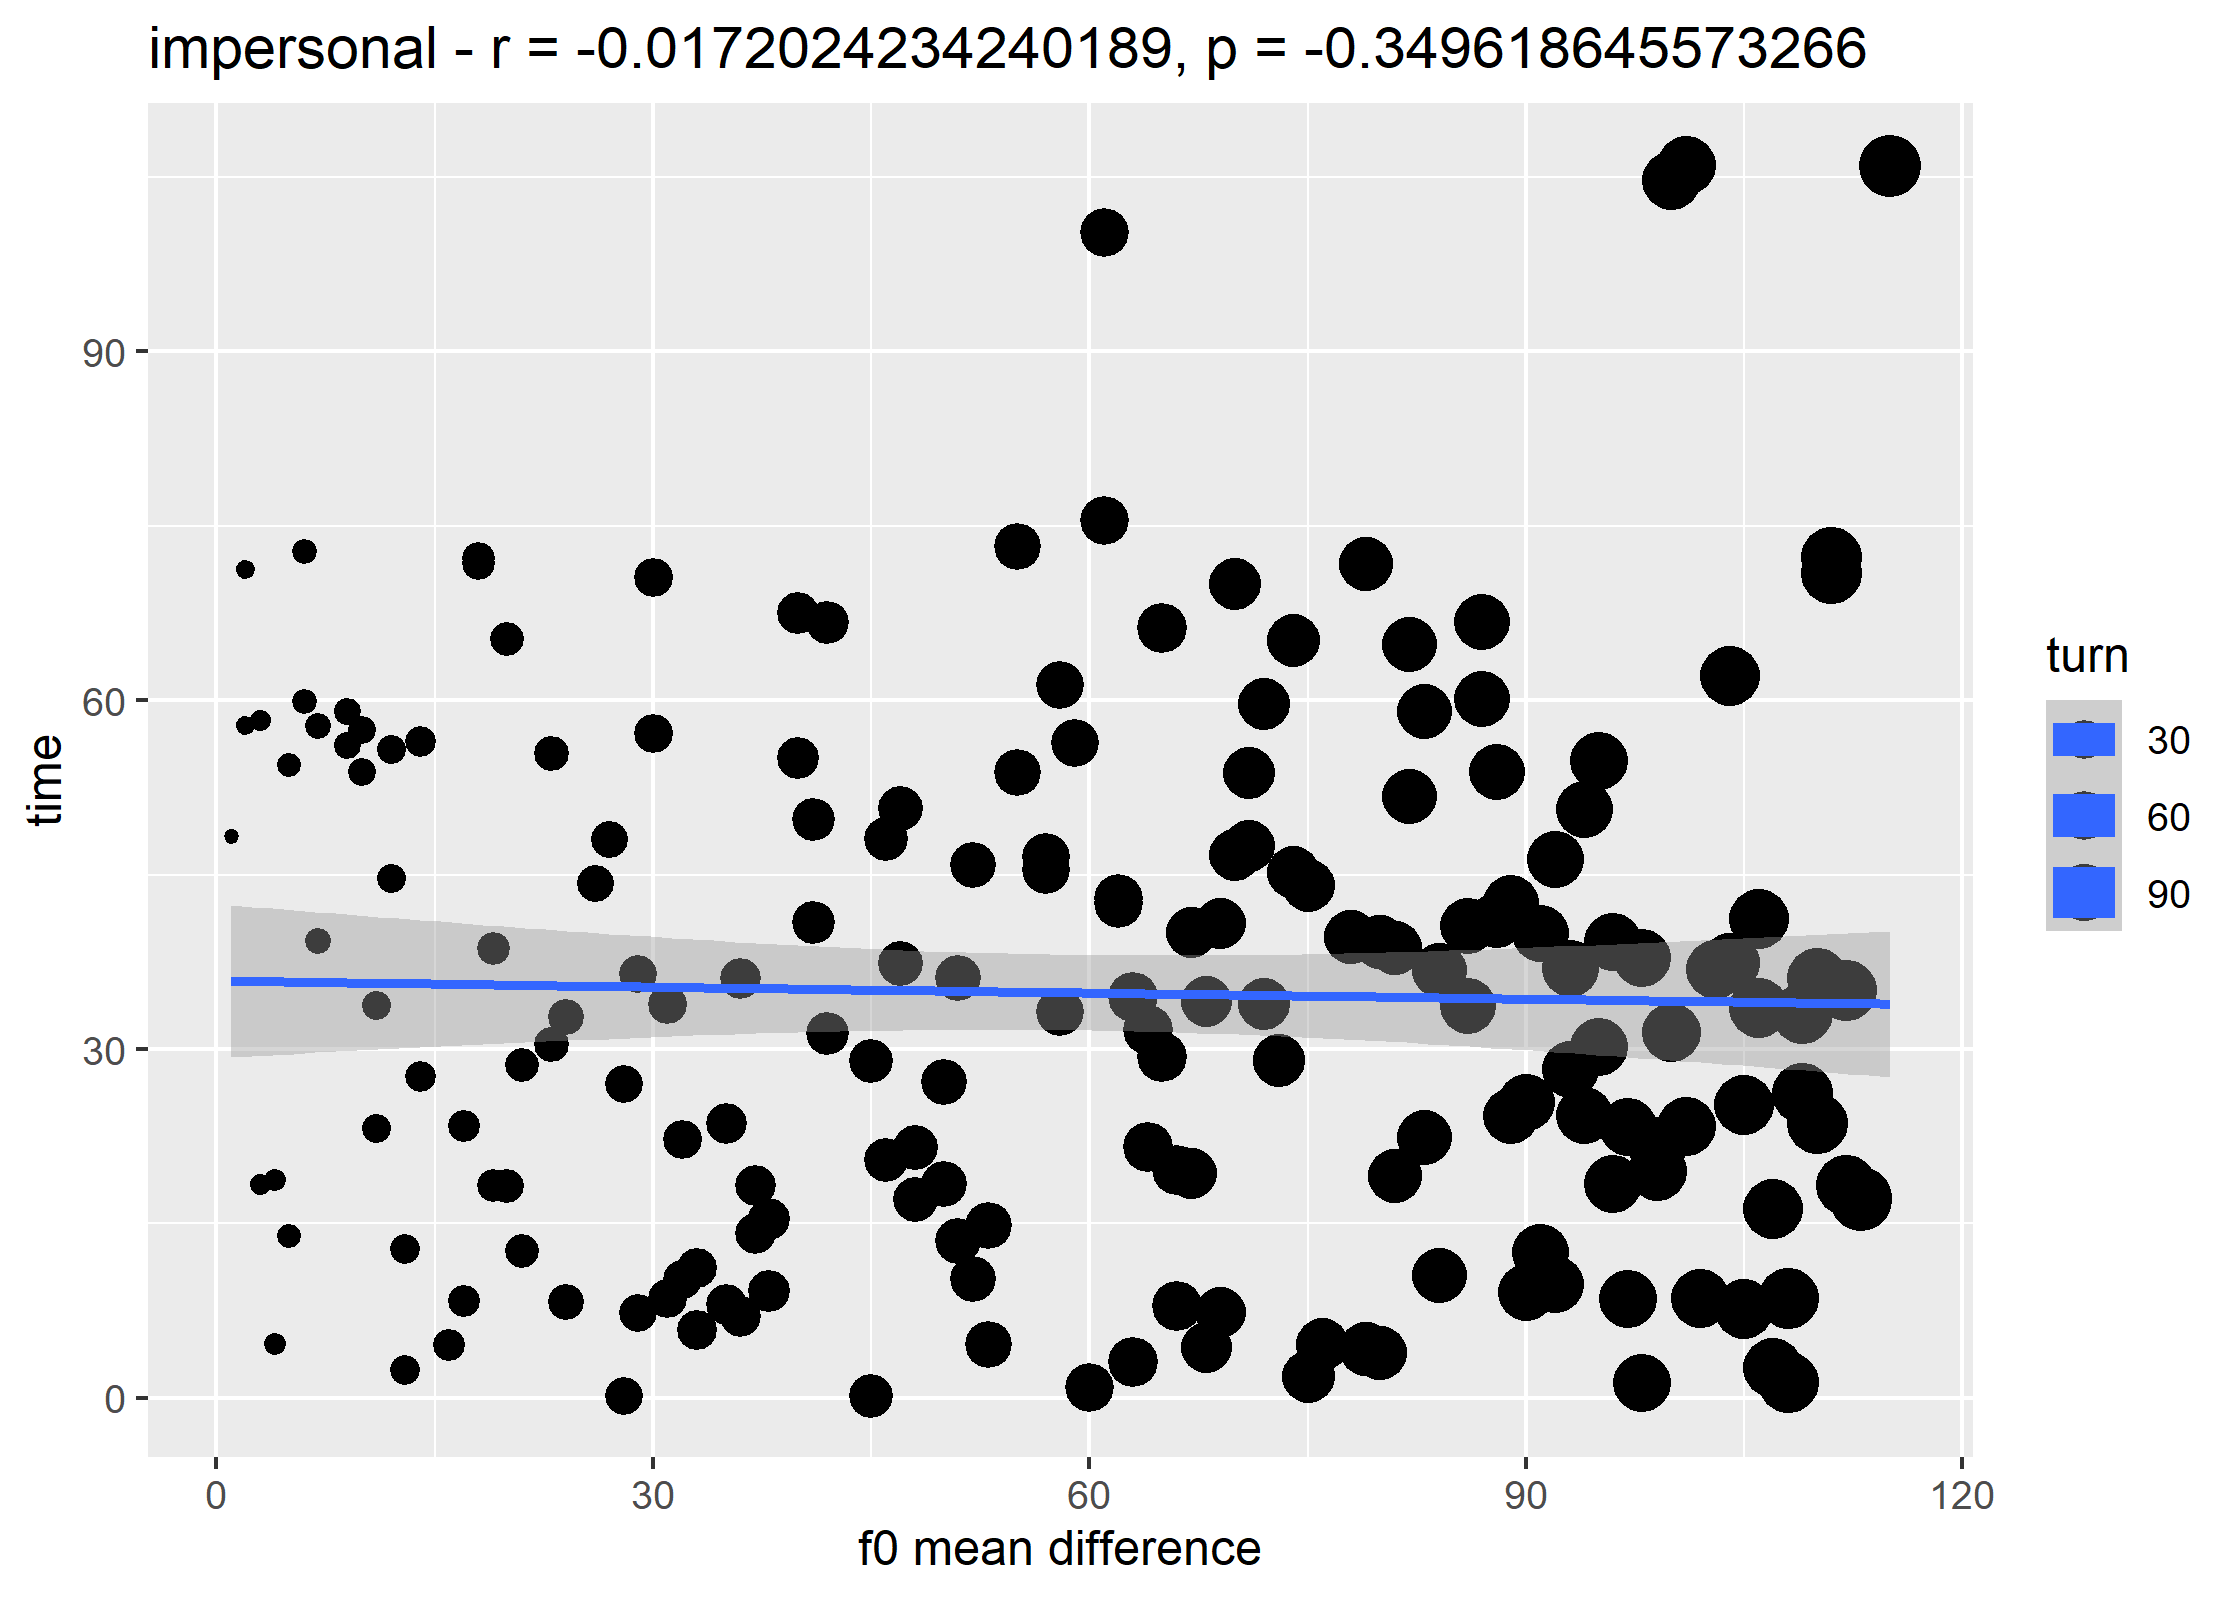 impersonal - r = -0.0172024234240189, p = -0.349618645573266
time
90
60
30
0
0 30 60 90 120
f0 mean difference
turn
30
60
90